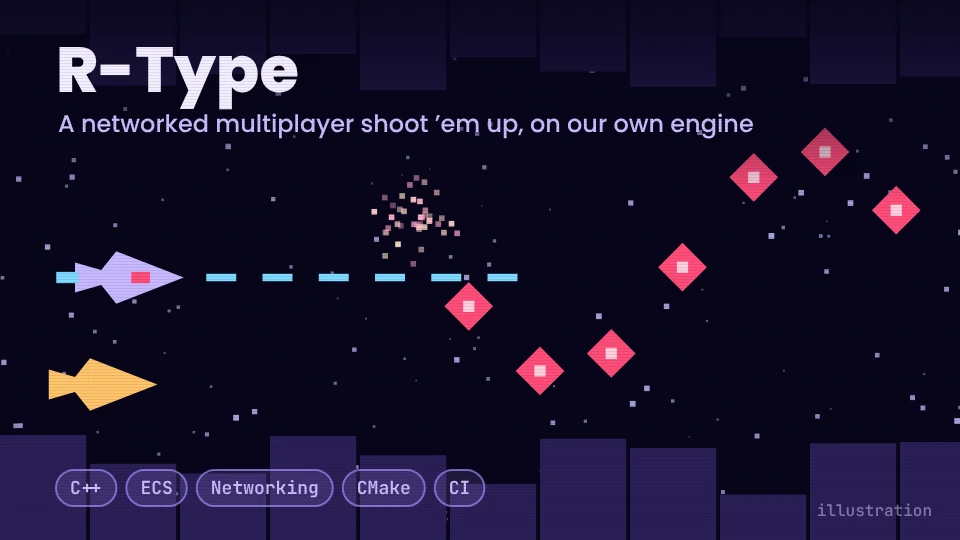 R-Type
A networked multiplayer shoot ’em up, on our own engine
C++ ECS Networking CMake CI
illustration